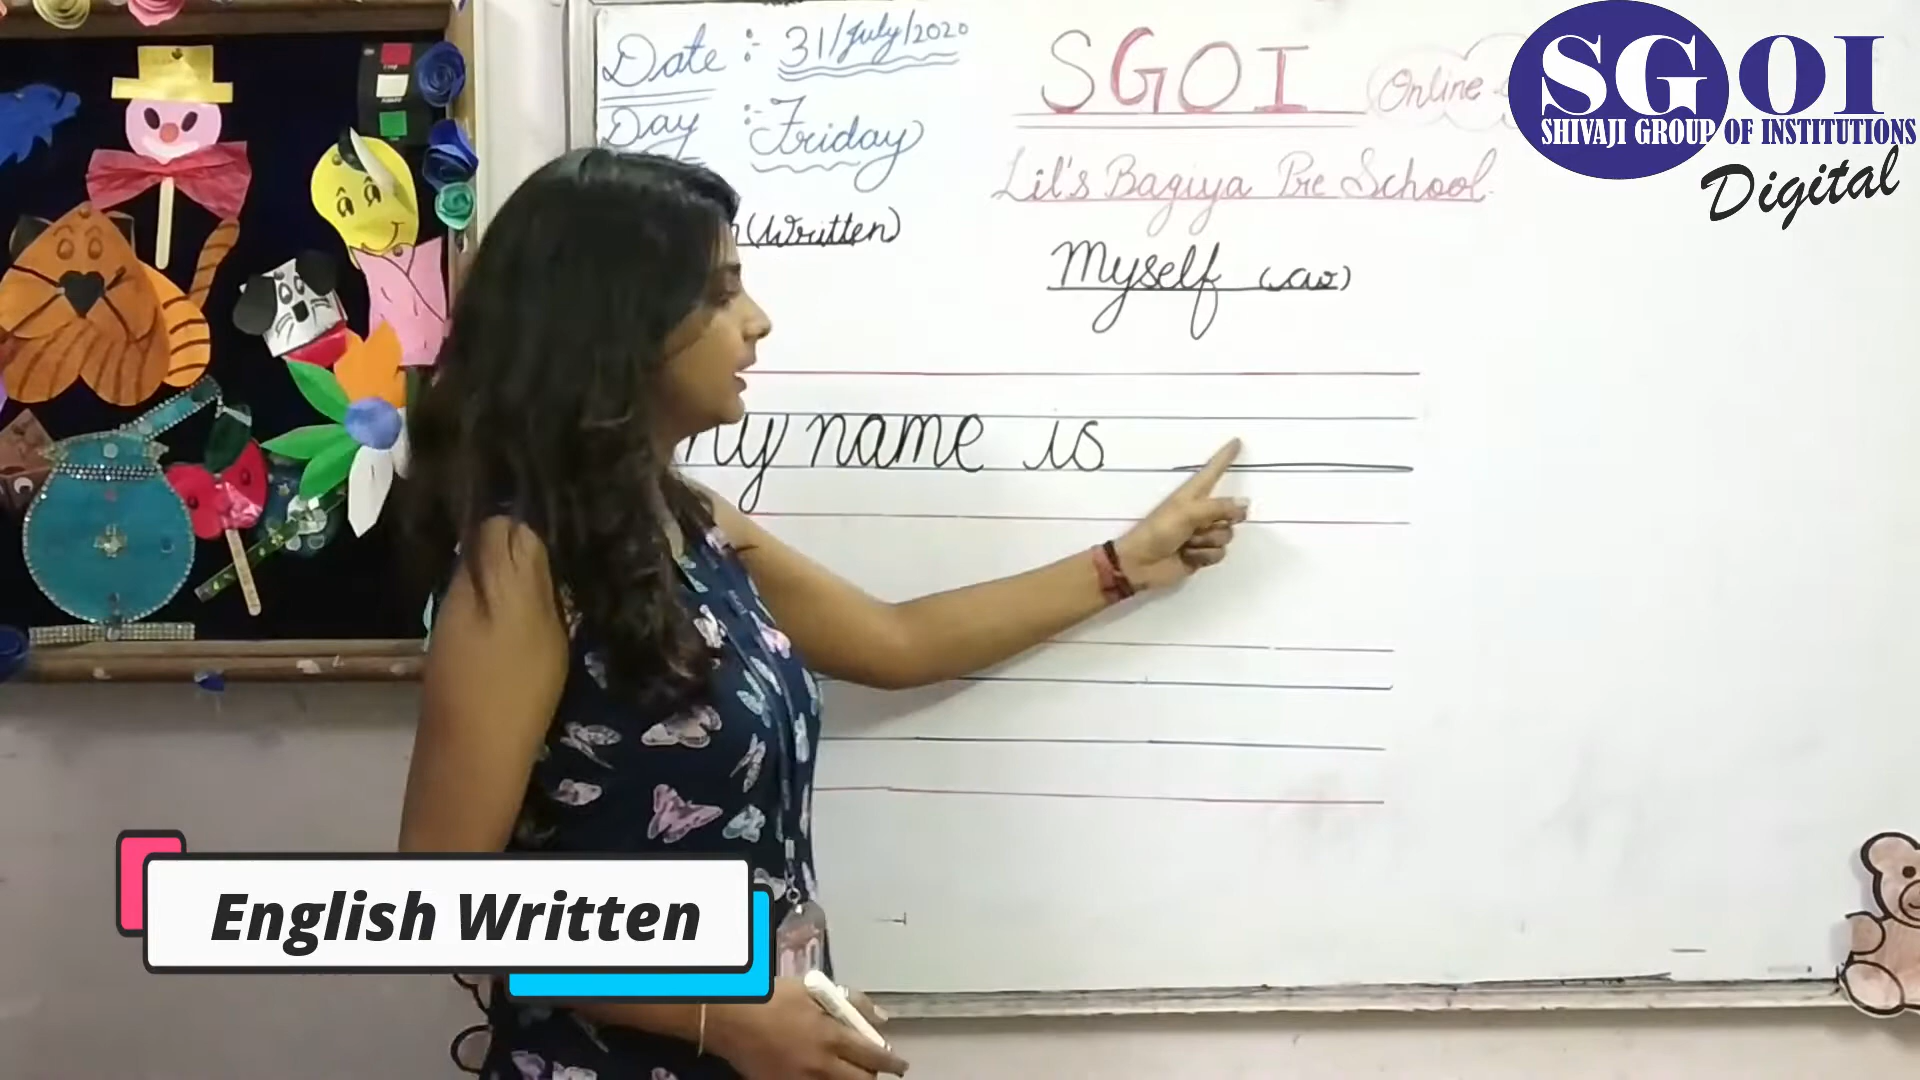 Date :- 31/July/2020
Day :- Friday
(Written)
SGOI
Online
Lil's Bagiya Pre School
Myself
my name is
SGOI
SHIVAJI GROUP OF INSTITUTIONS
Digital
English Written